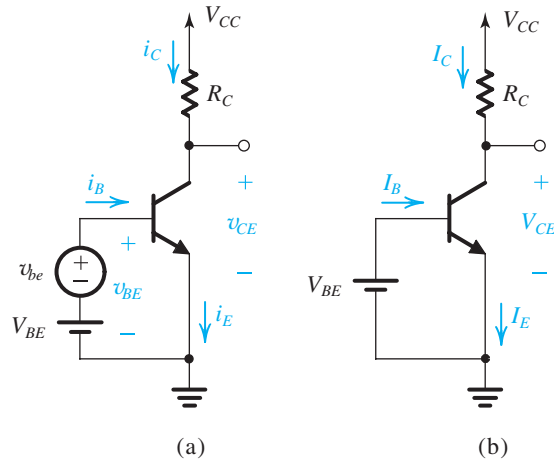 V_CC V_CC
i_C I_C
R_C R_C
+ +
i_B I_B
v_CE V_CE
+
+
v_be − v_BE − V_BE −
V_BE − i_E I_E
(a) (b)